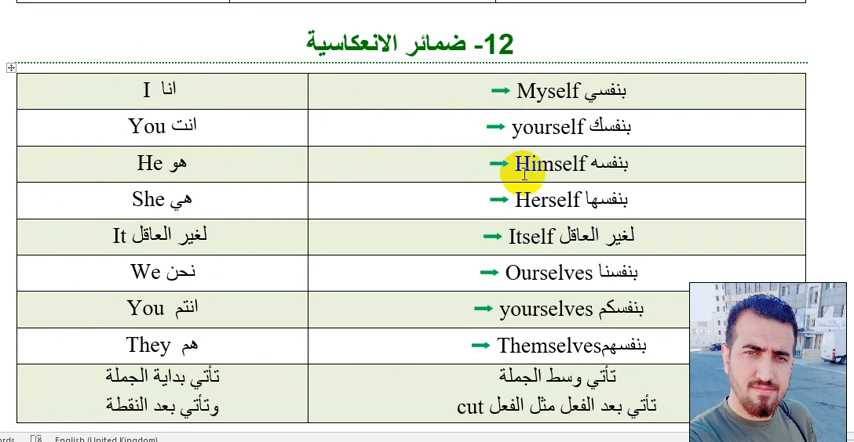 12- ضمائر الانعكاسية
انا I
بنفسي Myself
انت You
بنفسك yourself
هو He
بنفسه Himself
هي She
بنفسها Herself
لغير العاقل It
لغير العاقل Itself
نحن We
بنفسنا Ourselves
انتم You
بنفسكم yourselves
هم They
بنفسهم Themselves
تأتي بداية الجملة
وتأتي بعد النقطة
تأتي وسط الجملة
تأتي بعد الفعل مثل الفعل cut
English (United Kingdom)